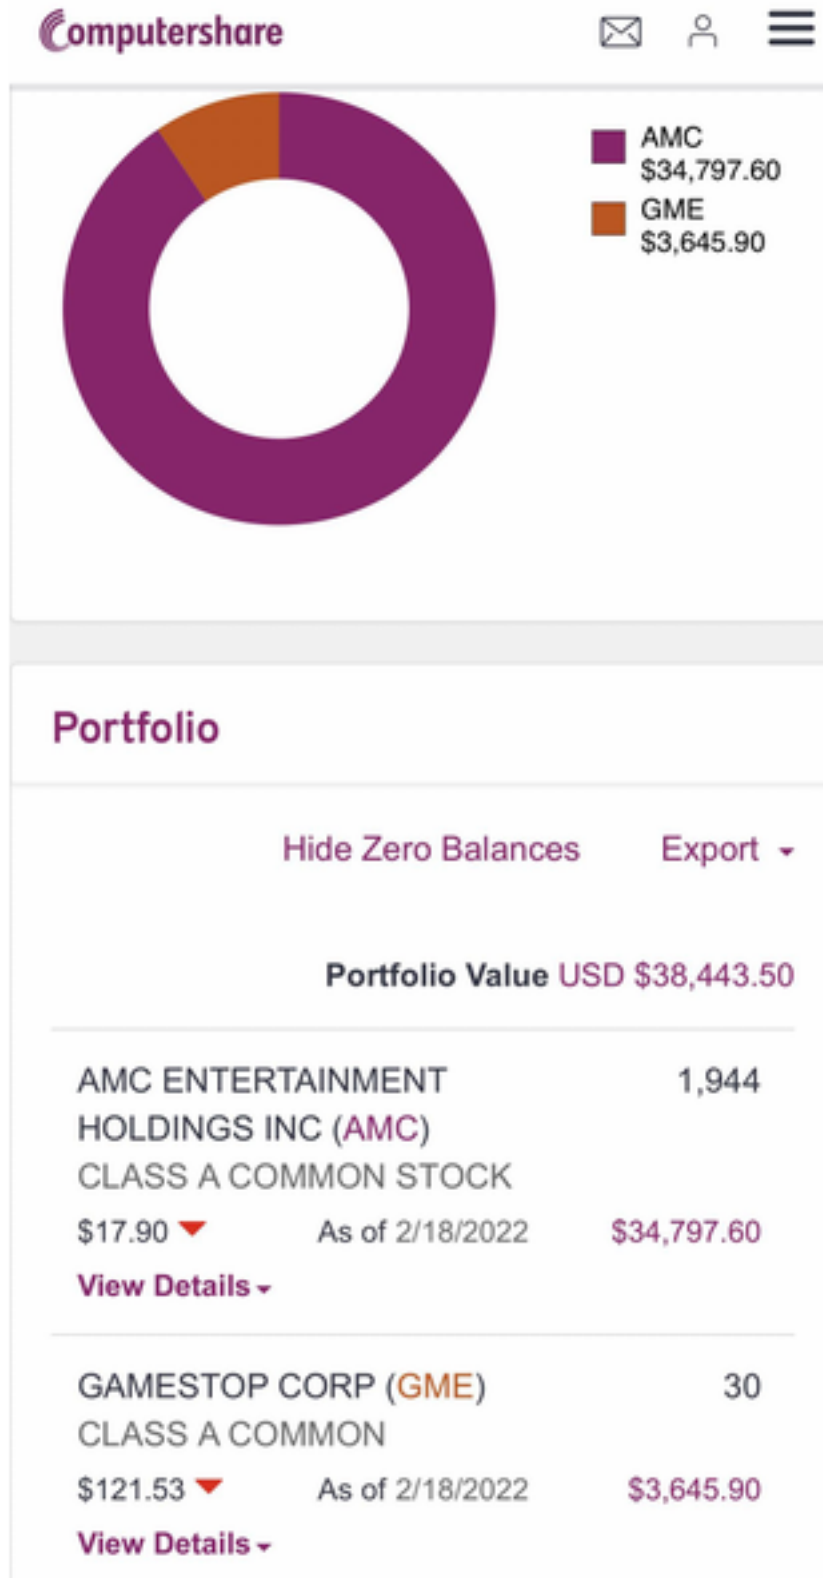 Computershare
AMC
$34,797.60
GME
$3,645.90
Portfolio
Hide Zero Balances Export
Portfolio Value USD $38,443.50
AMC ENTERTAINMENT 1,944
HOLDINGS INC (AMC)
CLASS A COMMON STOCK
$17.90 As of 2/18/2022 $34,797.60
View Details
GAMESTOP CORP (GME) 30
CLASS A COMMON
$121.53 As of 2/18/2022 $3,645.90
View Details